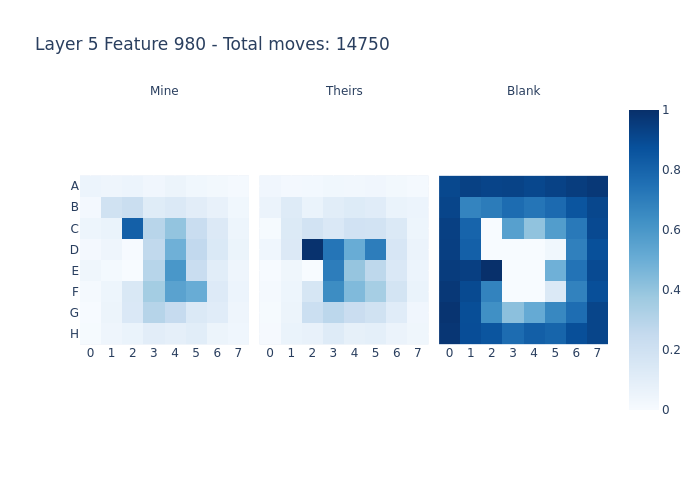 Layer 5 Feature 980 - Total moves: 14750
Mine Theirs Blank
A
B
C
D
E
F
G
H
0 1 2 3 4 5 6 7
0 1 2 3 4 5 6 7
0 1 2 3 4 5 6 7
1
0.8
0.6
0.4
0.2
0